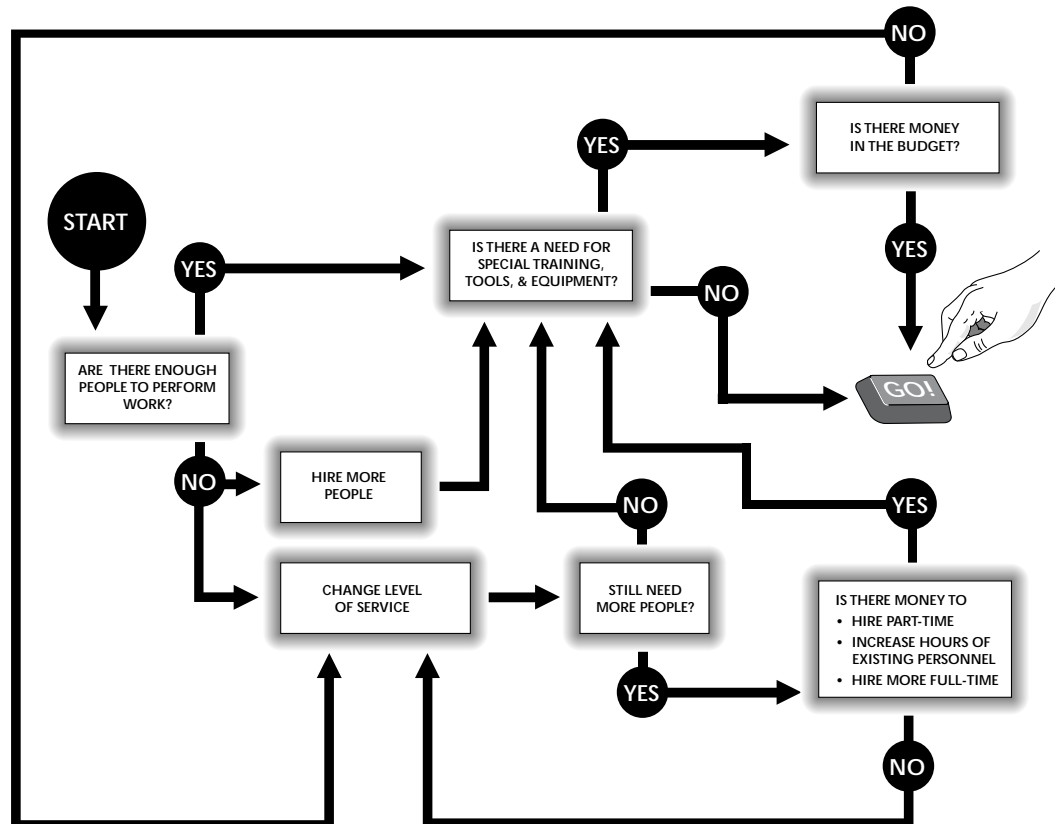 NO
IS THERE MONEY
IN THE BUDGET?
YES
START
YES
IS THERE A NEED FOR
SPECIAL TRAINING,
TOOLS, & EQUIPMENT?
YES
NO
ARE THERE ENOUGH
PEOPLE TO PERFORM
WORK?
GO!
NO
HIRE MORE
PEOPLE
NO
YES
CHANGE LEVEL
OF SERVICE
STILL NEED
MORE PEOPLE?
IS THERE MONEY TO
• HIRE PART-TIME
• INCREASE HOURS OF
EXISTING PERSONNEL
• HIRE MORE FULL-TIME
YES
NO